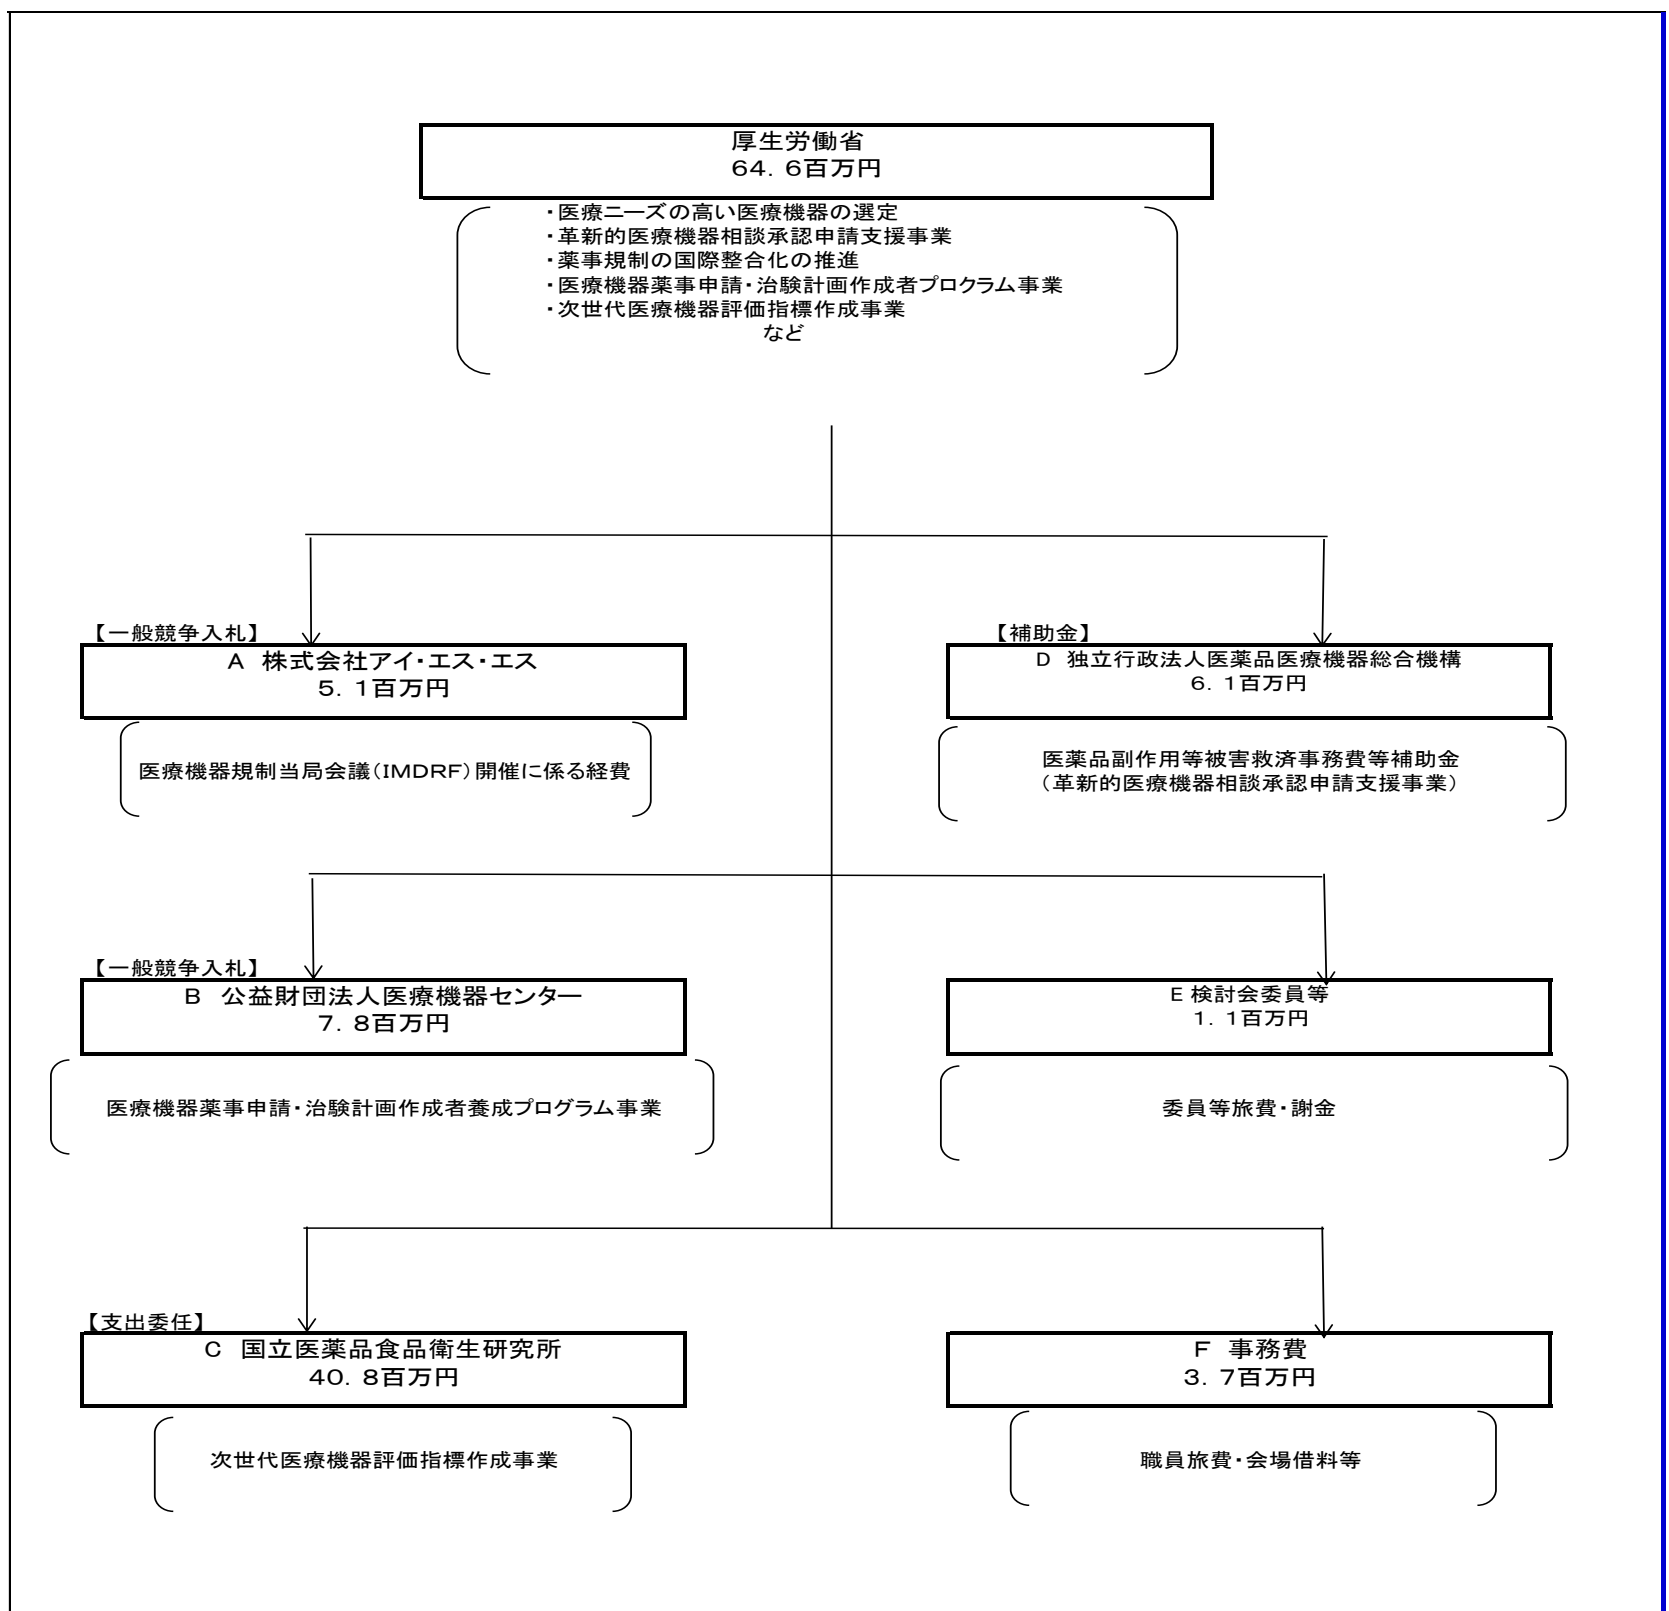 厚生労働省
64．6百万円
・医療ニーズの高い医療機器の選定
・革新的医療機器相談承認申請支援事業
・薬事規制の国際整合化の推進
・医療機器薬事申請・治験計画作成者プログラム事業
・次世代医療機器評価指標作成事業
など
【一般競争入札】
A　株式会社アイ・エス・エス
5．1百万円
医療機器規制当局会議（IMDRF）開催に係る経費
【補助金】
D　独立行政法人医薬品医療機器総合機構
6．1百万円
医薬品副作用等被害救済事務費等補助金
（革新的医療機器相談承認申請支援事業）
【一般競争入札】
B　公益財団法人医療機器センター
7．8百万円
医療機器薬事申請・治験計画作成者養成プログラム事業
E 検討会委員等
1．1百万円
委員等旅費・謝金
【支出委任】
C　国立医薬品食品衛生研究所
40．8百万円
次世代医療機器評価指標作成事業
F　事務費
3．7百万円
職員旅費・会場借料等